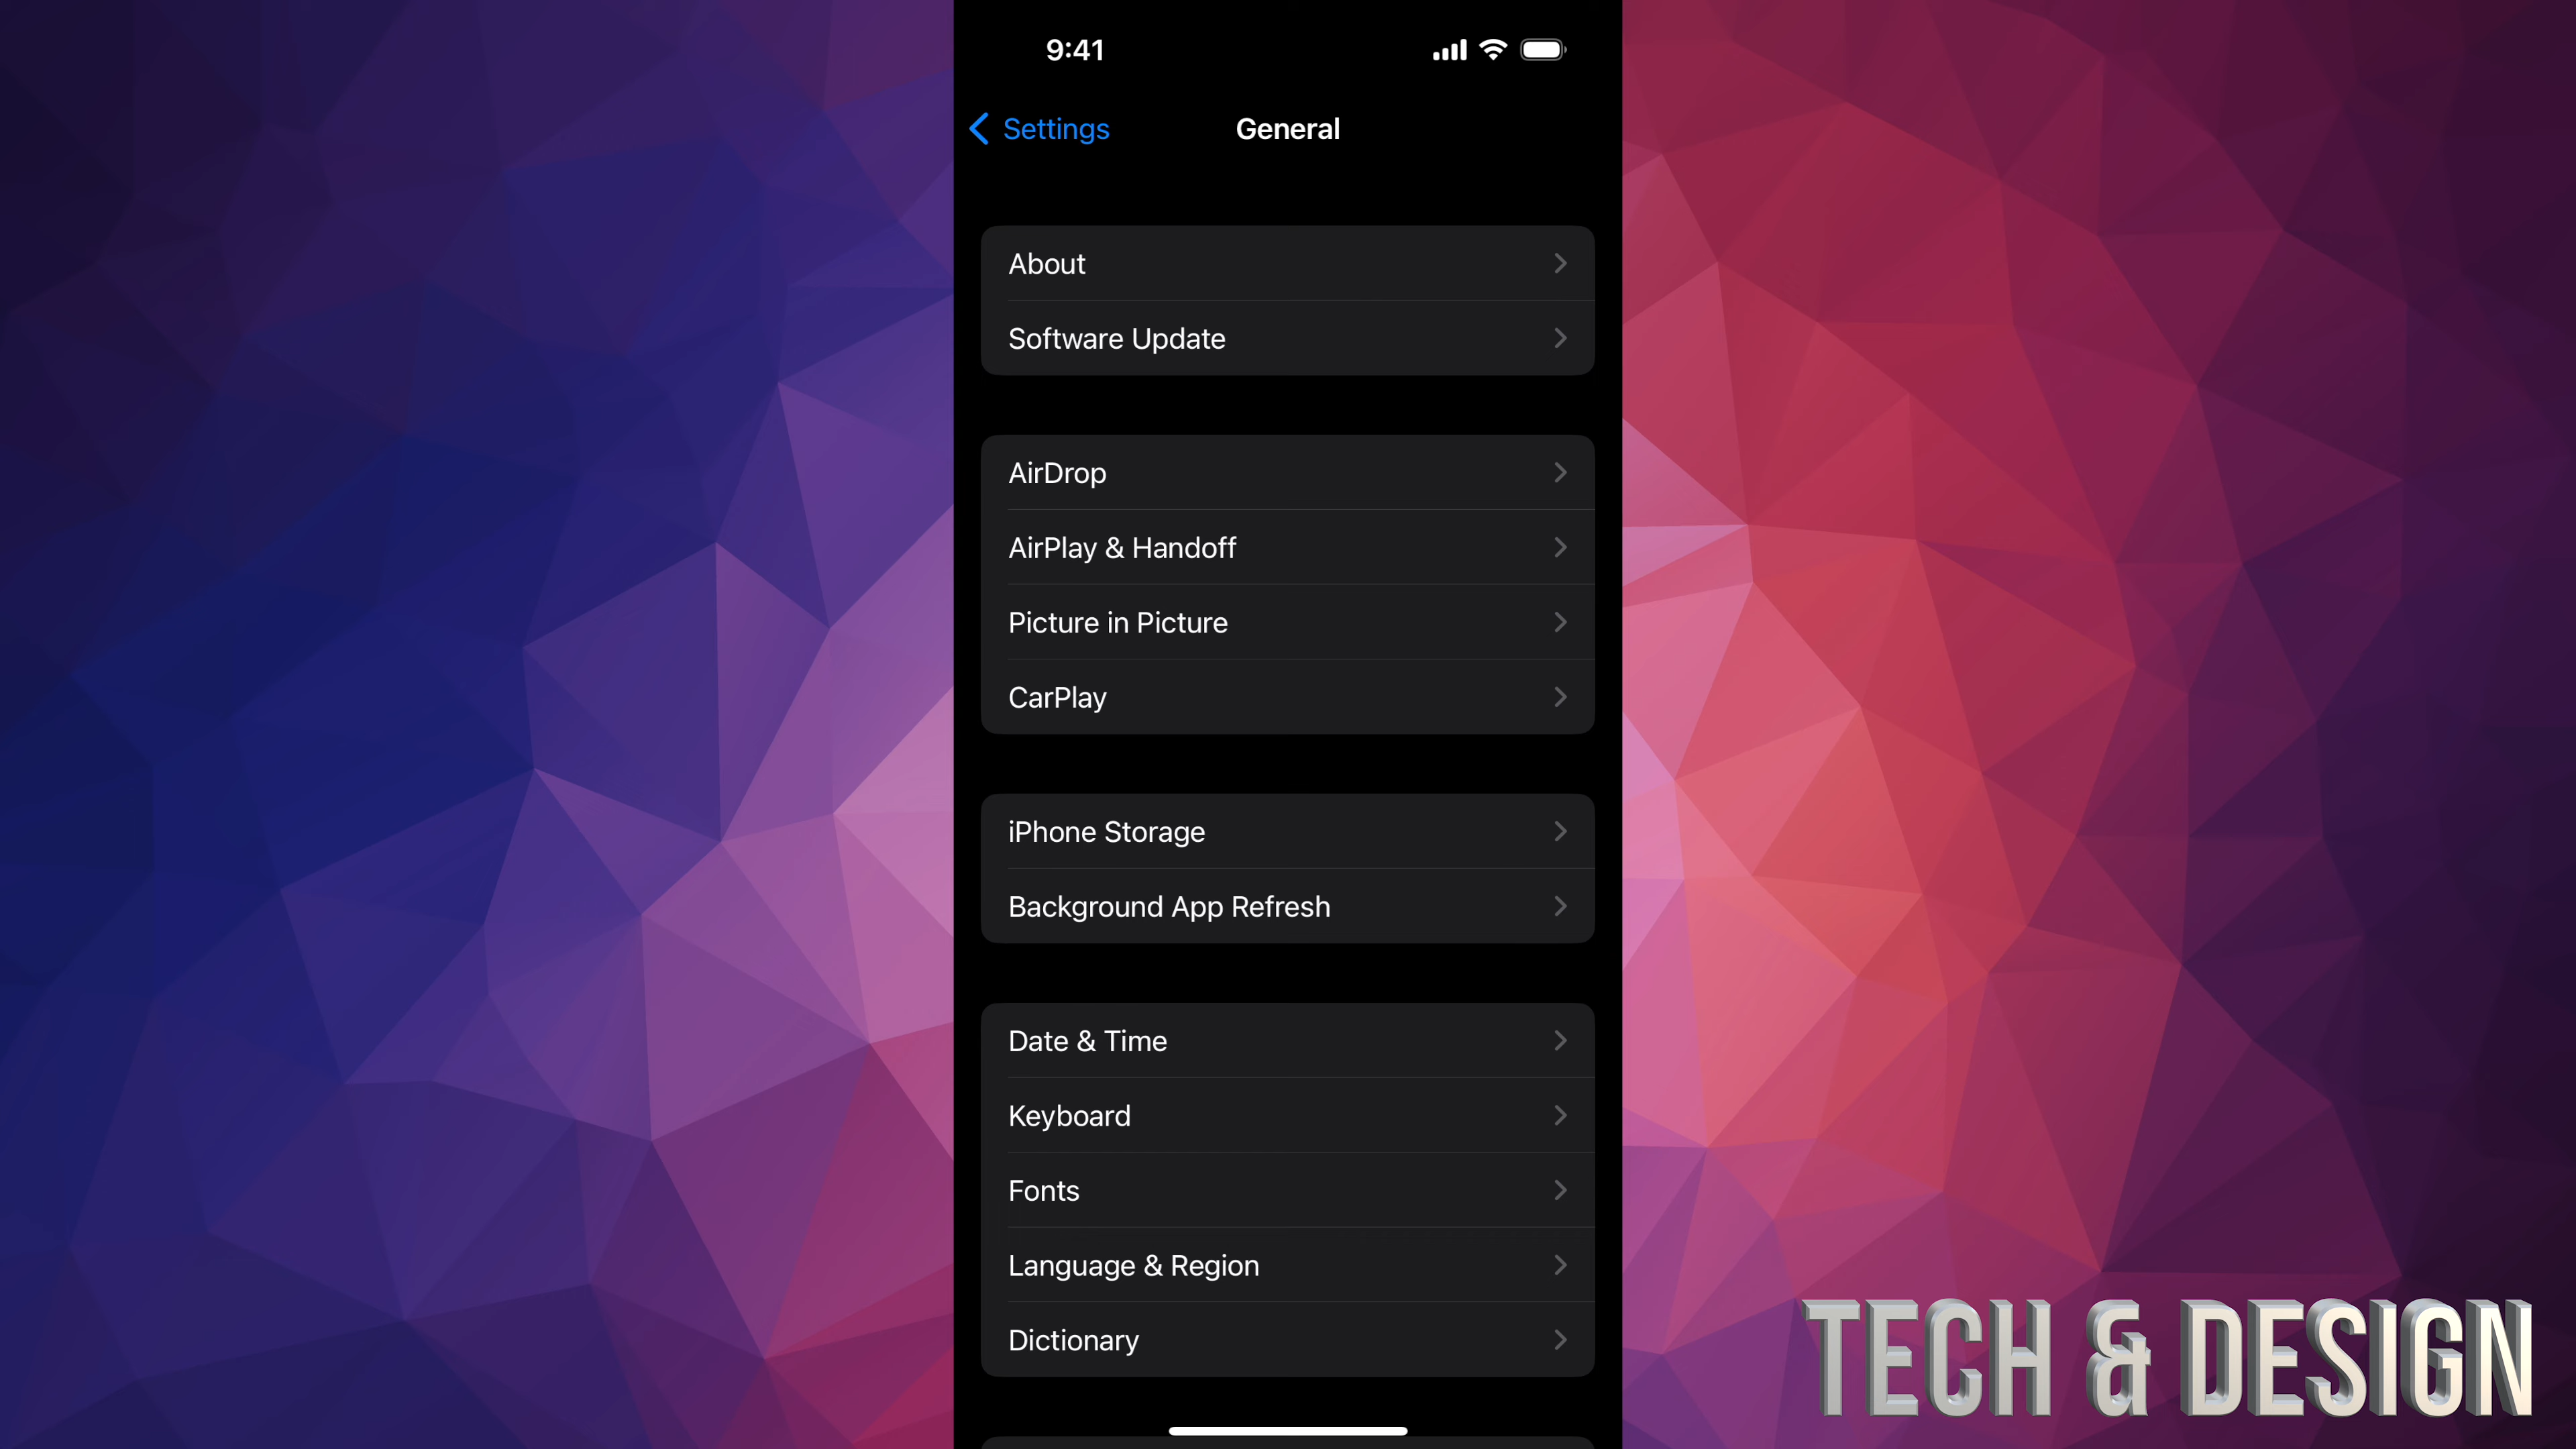 9:41
Settings
General
About
Software Update
AirDrop
AirPlay & Handoff
Picture in Picture
CarPlay
iPhone Storage
Background App Refresh
Date & Time
Keyboard
Fonts
Language & Region
Dictionary
TECH & DESIGN